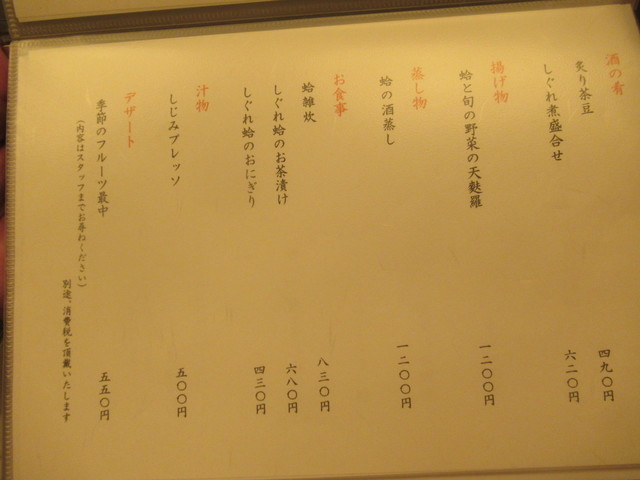 酒の肴
炙り茶豆 四九〇円
しぐれ煮盛合せ 六二〇円
揚げ物
蛤と旬の野菜の天麩羅 一二〇〇円
蒸し物
蛤の酒蒸し 一二〇〇円
お食事
蛤雑炊 八三〇円
しぐれ蛤のお茶漬け 六八〇円
しぐれ蛤のおにぎり 四三〇円
汁物
しじみプレッソ 五〇〇円
デザート
季節のフルーツ最中 五五〇円
（内容はスタッフまでお尋ねください）
別途、消費税を頂戴いたします